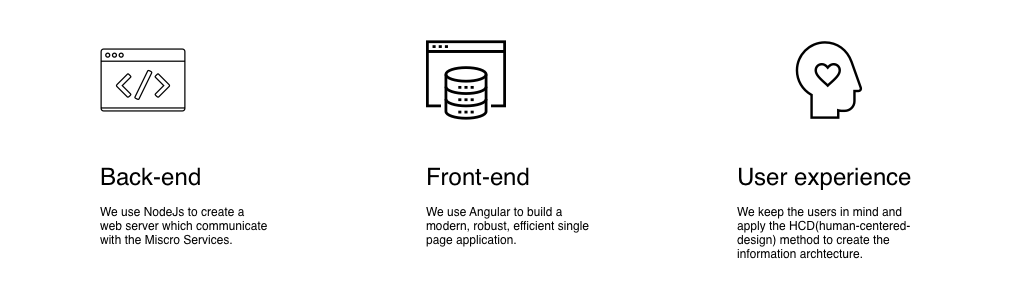 Back-end
We use NodeJs to create a
web server which communicate
with the Miscro Services.
Front-end
We use Angular to build a
modern, robust, efficient single
page application.
User experience
We keep the users in mind and
apply the HCD(human-centered-
design) method to create the
information archtecture.